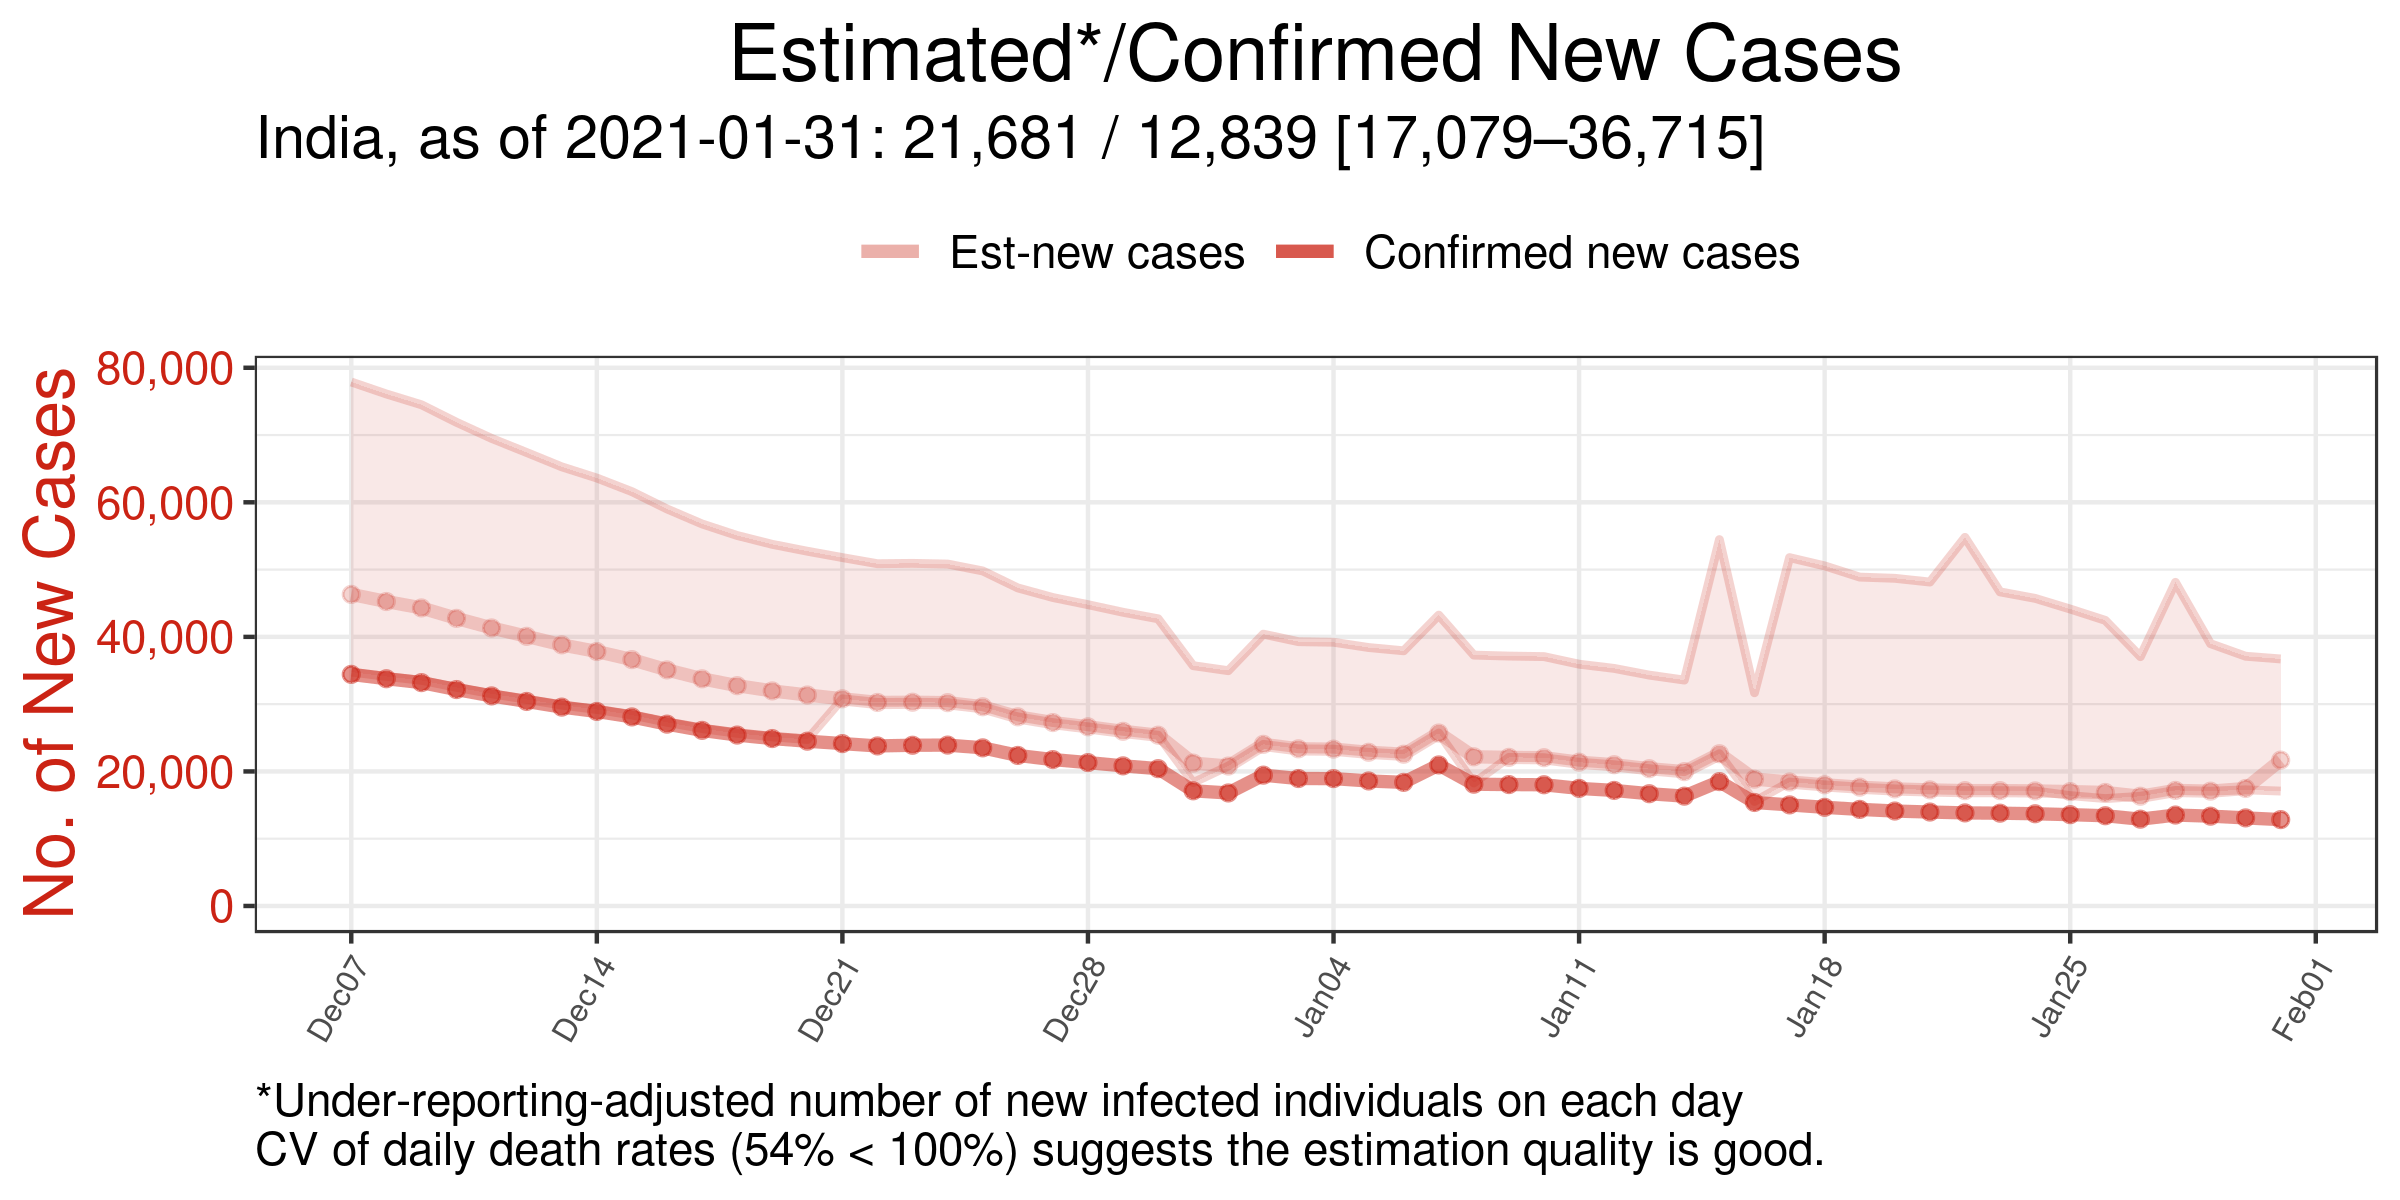 Estimated*/Confirmed New Cases
India, as of 2021-01-31: 21,681 / 12,839 [17,079–36,715]
Est-new cases Confirmed new cases
No. of New Cases
80,000
60,000
40,000
20,000
0
Dec07 Dec14 Dec21 Dec28 Jan04 Jan11 Jan18 Jan25 Feb01
*Under-reporting-adjusted number of new infected individuals on each day
CV of daily death rates (54% < 100%) suggests the estimation quality is good.